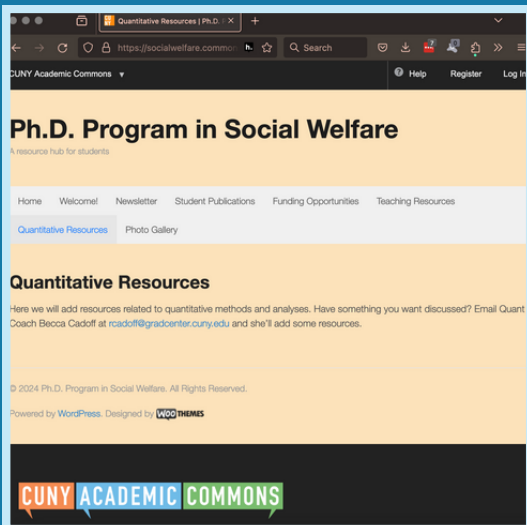 Quantitative Resources | Ph.D.
https://socialwelfare.common
h.
Search
CUNY Academic Commons
Help Register Log In
Ph.D. Program in Social Welfare
A resource hub for students
Home Welcome! Newsletter Student Publications Funding Opportunities Teaching Resources
Quantitative Resources Photo Gallery
Quantitative Resources
Here we will add resources related to quantitative methods and analyses. Have something you want discussed? Email Quant
Coach Becca Cadoff at rcadoff@gradcenter.cuny.edu and she'll add some resources.
© 2024 Ph.D. Program in Social Welfare. All Rights Reserved.
Powered by WordPress. Designed by WOO THEMES
CUNY ACADEMIC COMMONS